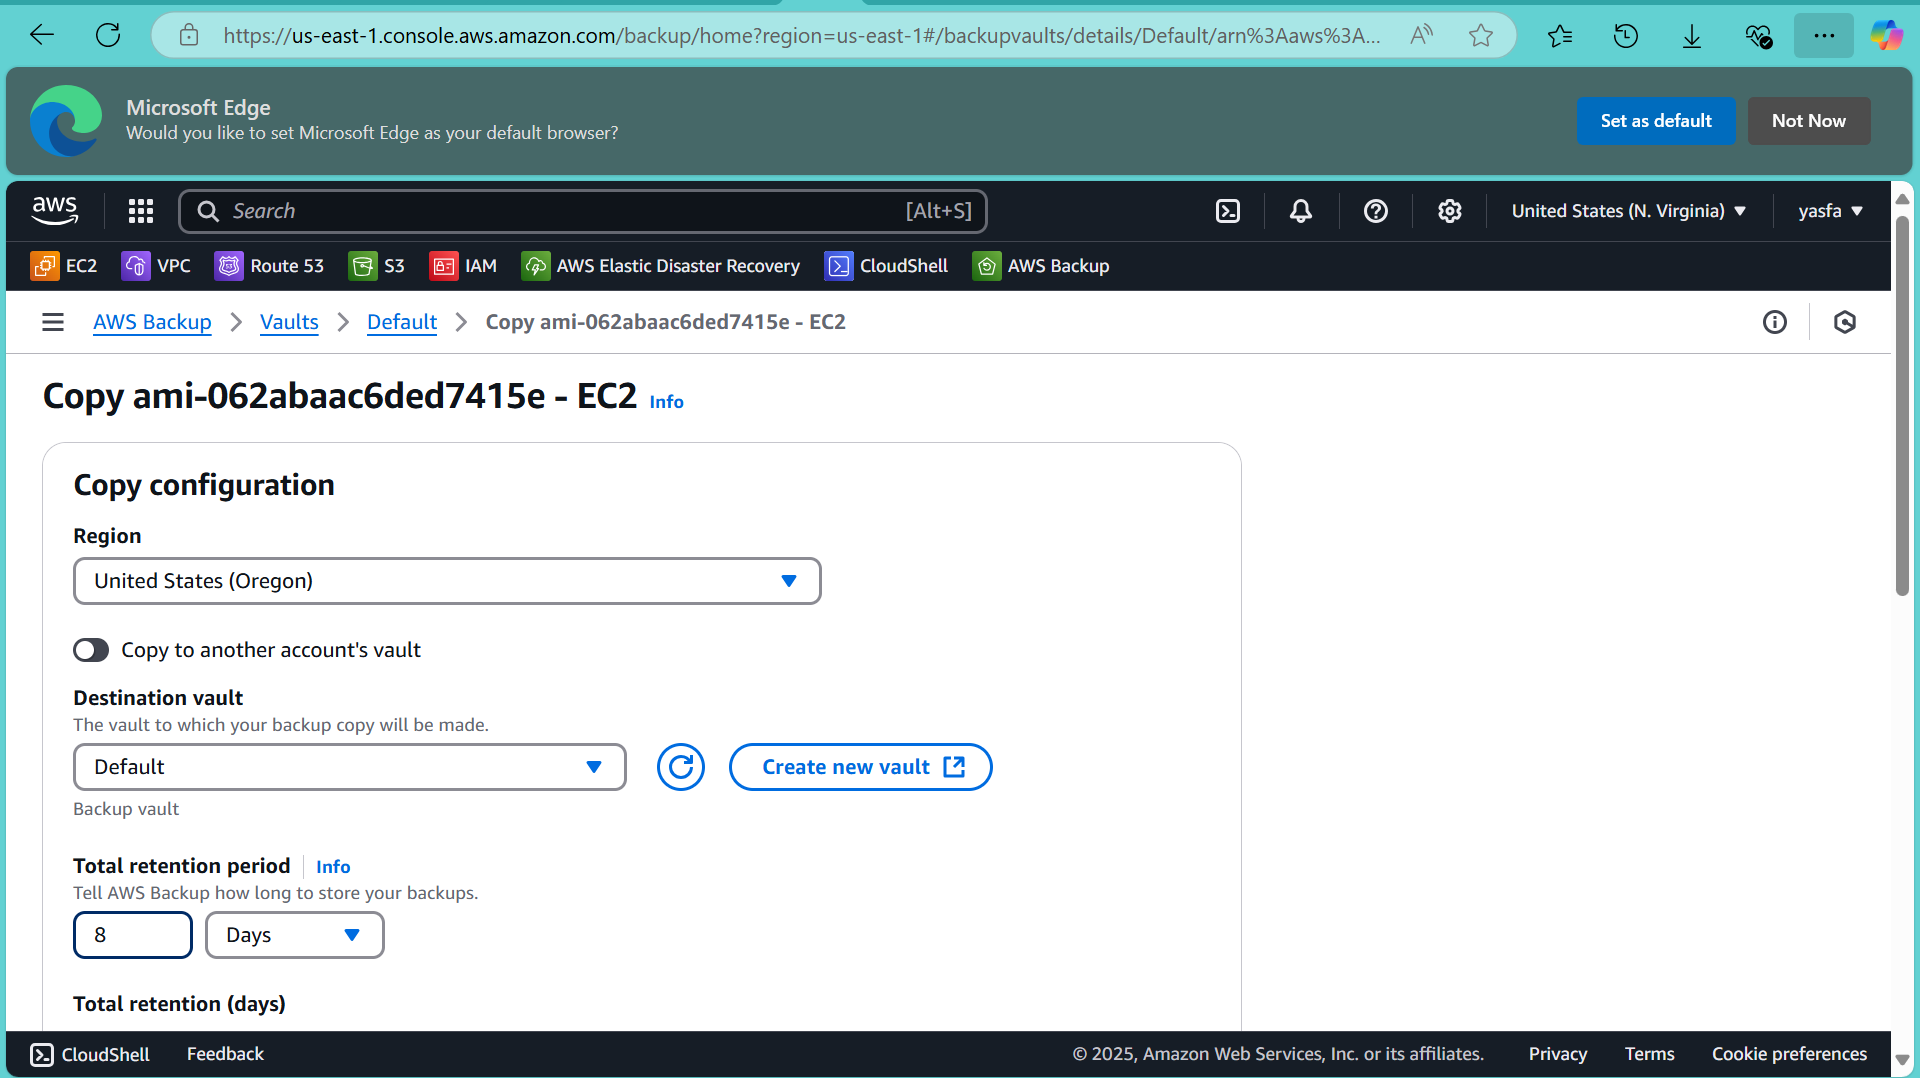 https://us-east-1.console.aws.amazon.com/backup/home?region=us-east-1#/backupvaults/details/Default/arn%3Aaws%3A...
Microsoft Edge
Would you like to set Microsoft Edge as your default browser?
Set as default
Not Now
aws
Search
[Alt+S]
United States (N. Virginia)
yasfa
EC2 VPC Route 53 S3 IAM AWS Elastic Disaster Recovery CloudShell AWS Backup
AWS Backup > Vaults > Default > Copy ami-062abaac6ded7415e - EC2
Copy ami-062abaac6ded7415e - EC2 Info
Copy configuration
Region
United States (Oregon)
Copy to another account's vault
Destination vault
The vault to which your backup copy will be made.
Default
Create new vault
Backup vault
Total retention period Info
Tell AWS Backup how long to store your backups.
8 Days
Total retention (days)
CloudShell Feedback © 2025, Amazon Web Services, Inc. or its affiliates. Privacy Terms Cookie preferences